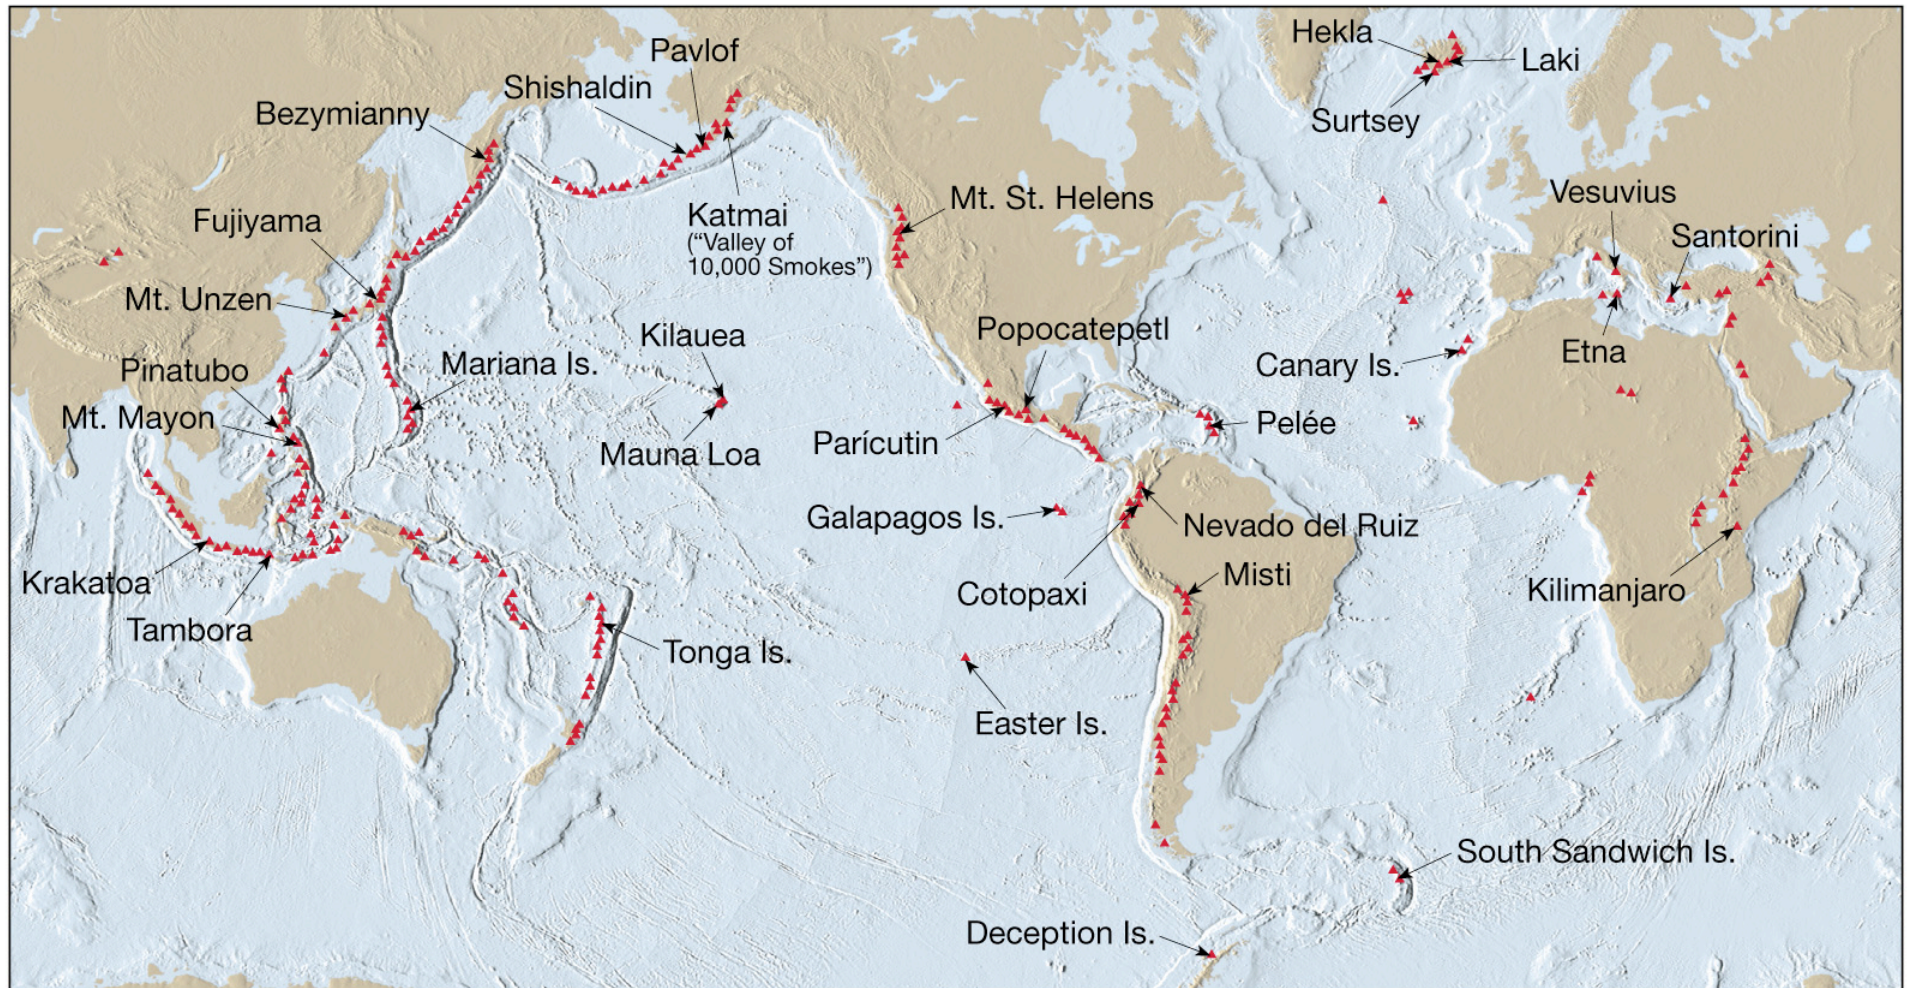 Hekla
Laki
Surtsey
Pavlof
Shishaldin
Bezymianny
Katmai
(“Valley of
10,000 Smokes”)
Mt. St. Helens
Vesuvius
Santorini
Fujiyama
Mt. Unzen
Kilauea
Popocatepetl
Mariana Is.
Canary Is.
Etna
Pinatubo
Mt. Mayon
Mauna Loa
Parícutin
Pelée
Galapagos Is.
Nevado del Ruiz
Krakatoa
Cotopaxi
Misti
Kilimanjaro
Tambora
Tonga Is.
Easter Is.
South Sandwich Is.
Deception Is.